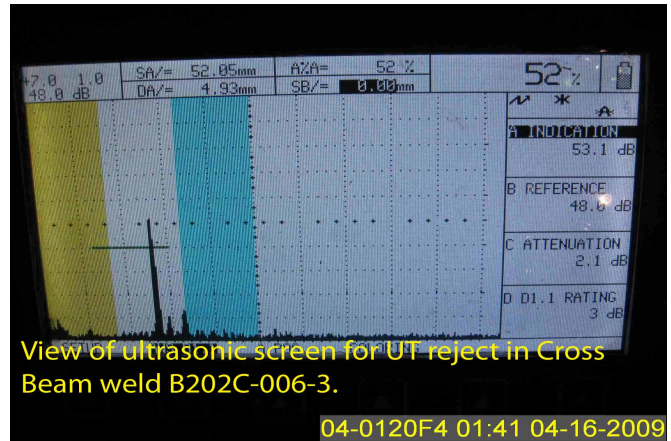 +7.0 1.0 SA/= 52.05mm A%A= 52 % 52%
48.0 dB DA/= 4.93mm SB/= 0.00mm
A INDICATION
53.1 dB
B REFERENCE
48.0 dB
C ATTENUATION
2.1 dB
D D1.1 RATING
3 dB
View of ultrasonic screen for UT reject in Cross
Beam weld B202C-006-3.
04-0120F4 01:41 04-16-2009